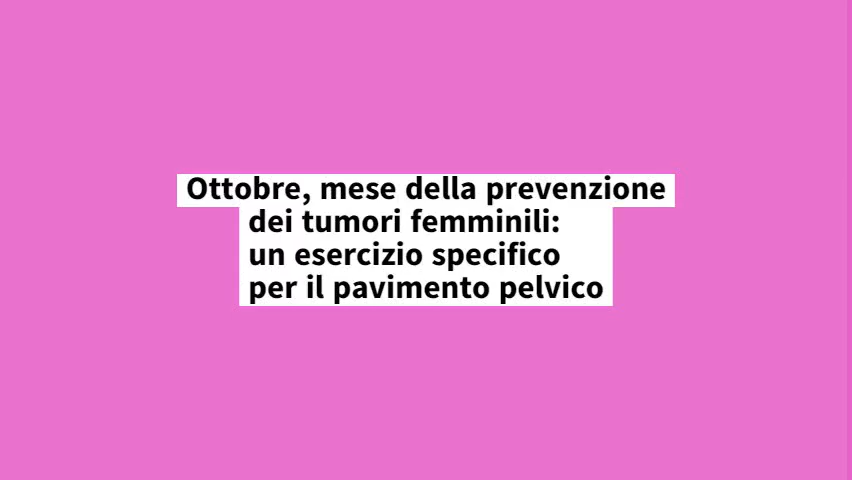 Ottobre, mese della prevenzione
dei tumori femminili:
un esercizio specifico
per il pavimento pelvico